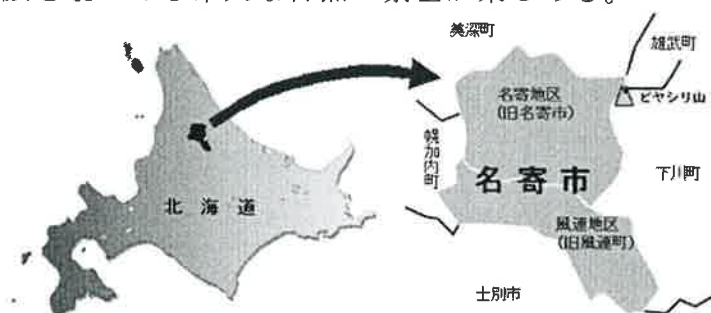 美深町
雄武町
名寄地区
(旧名寄市)
ピヤシリ山
幌加内町
名寄市
下川町
北海道
風連地区
(旧風連町)
士別市